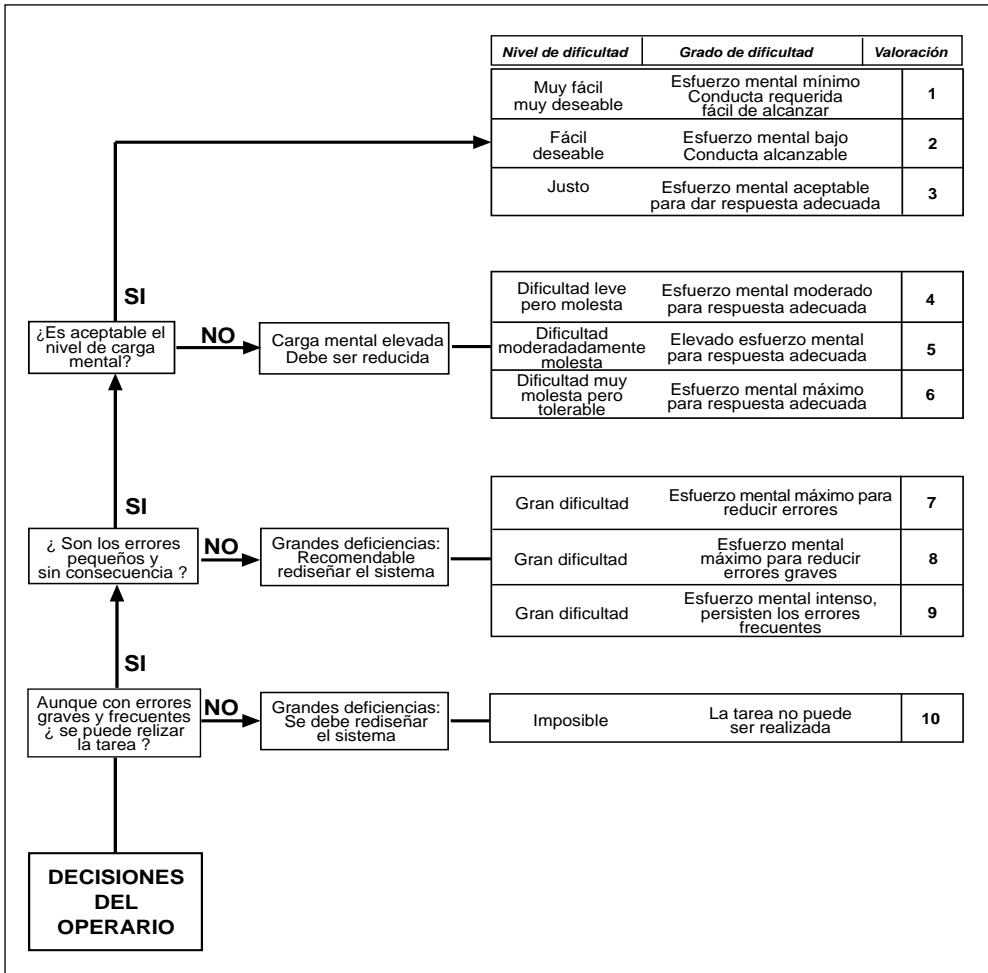 Nivel de dificultad Grado de dificultad Valoración
Muy fácil
muy deseable
Esfuerzo mental mínimo
Conducta requerida
fácil de alcanzar
1
Fácil
deseable
Esfuerzo mental bajo
Conducta alcanzable
2
Justo
Esfuerzo mental aceptable
para dar respuesta adecuada
3
SI
¿Es aceptable el
nivel de carga
mental?
NO
Carga mental elevada
Debe ser reducida
Dificultad leve
pero molesta
Esfuerzo mental moderado
para respuesta adecuada
4
Dificultad
moderadadamente
molesta
Elevado esfuerzo mental
para respuesta adecuada
5
Dificultad muy
molesta pero
tolerable
Esfuerzo mental máximo
para respuesta adecuada
6
SI
¿ Son los errores
pequeños y
sin consecuencia ?
NO
Grandes deficiencias:
Recomendable
rediseñar el sistema
Gran dificultad
Esfuerzo mental máximo para
reducir errores
7
Gran dificultad
Esfuerzo mental
máximo para reducir
errores graves
8
Gran dificultad
Esfuerzo mental intenso,
persisten los errores
frecuentes
9
SI
Aunque con errores
graves y frecuentes
¿ se puede relizar
la tarea ?
NO
Grandes deficiencias:
Se debe rediseñar
el sistema
Imposible
La tarea no puede
ser realizada
10
DECISIONES
DEL
OPERARIO